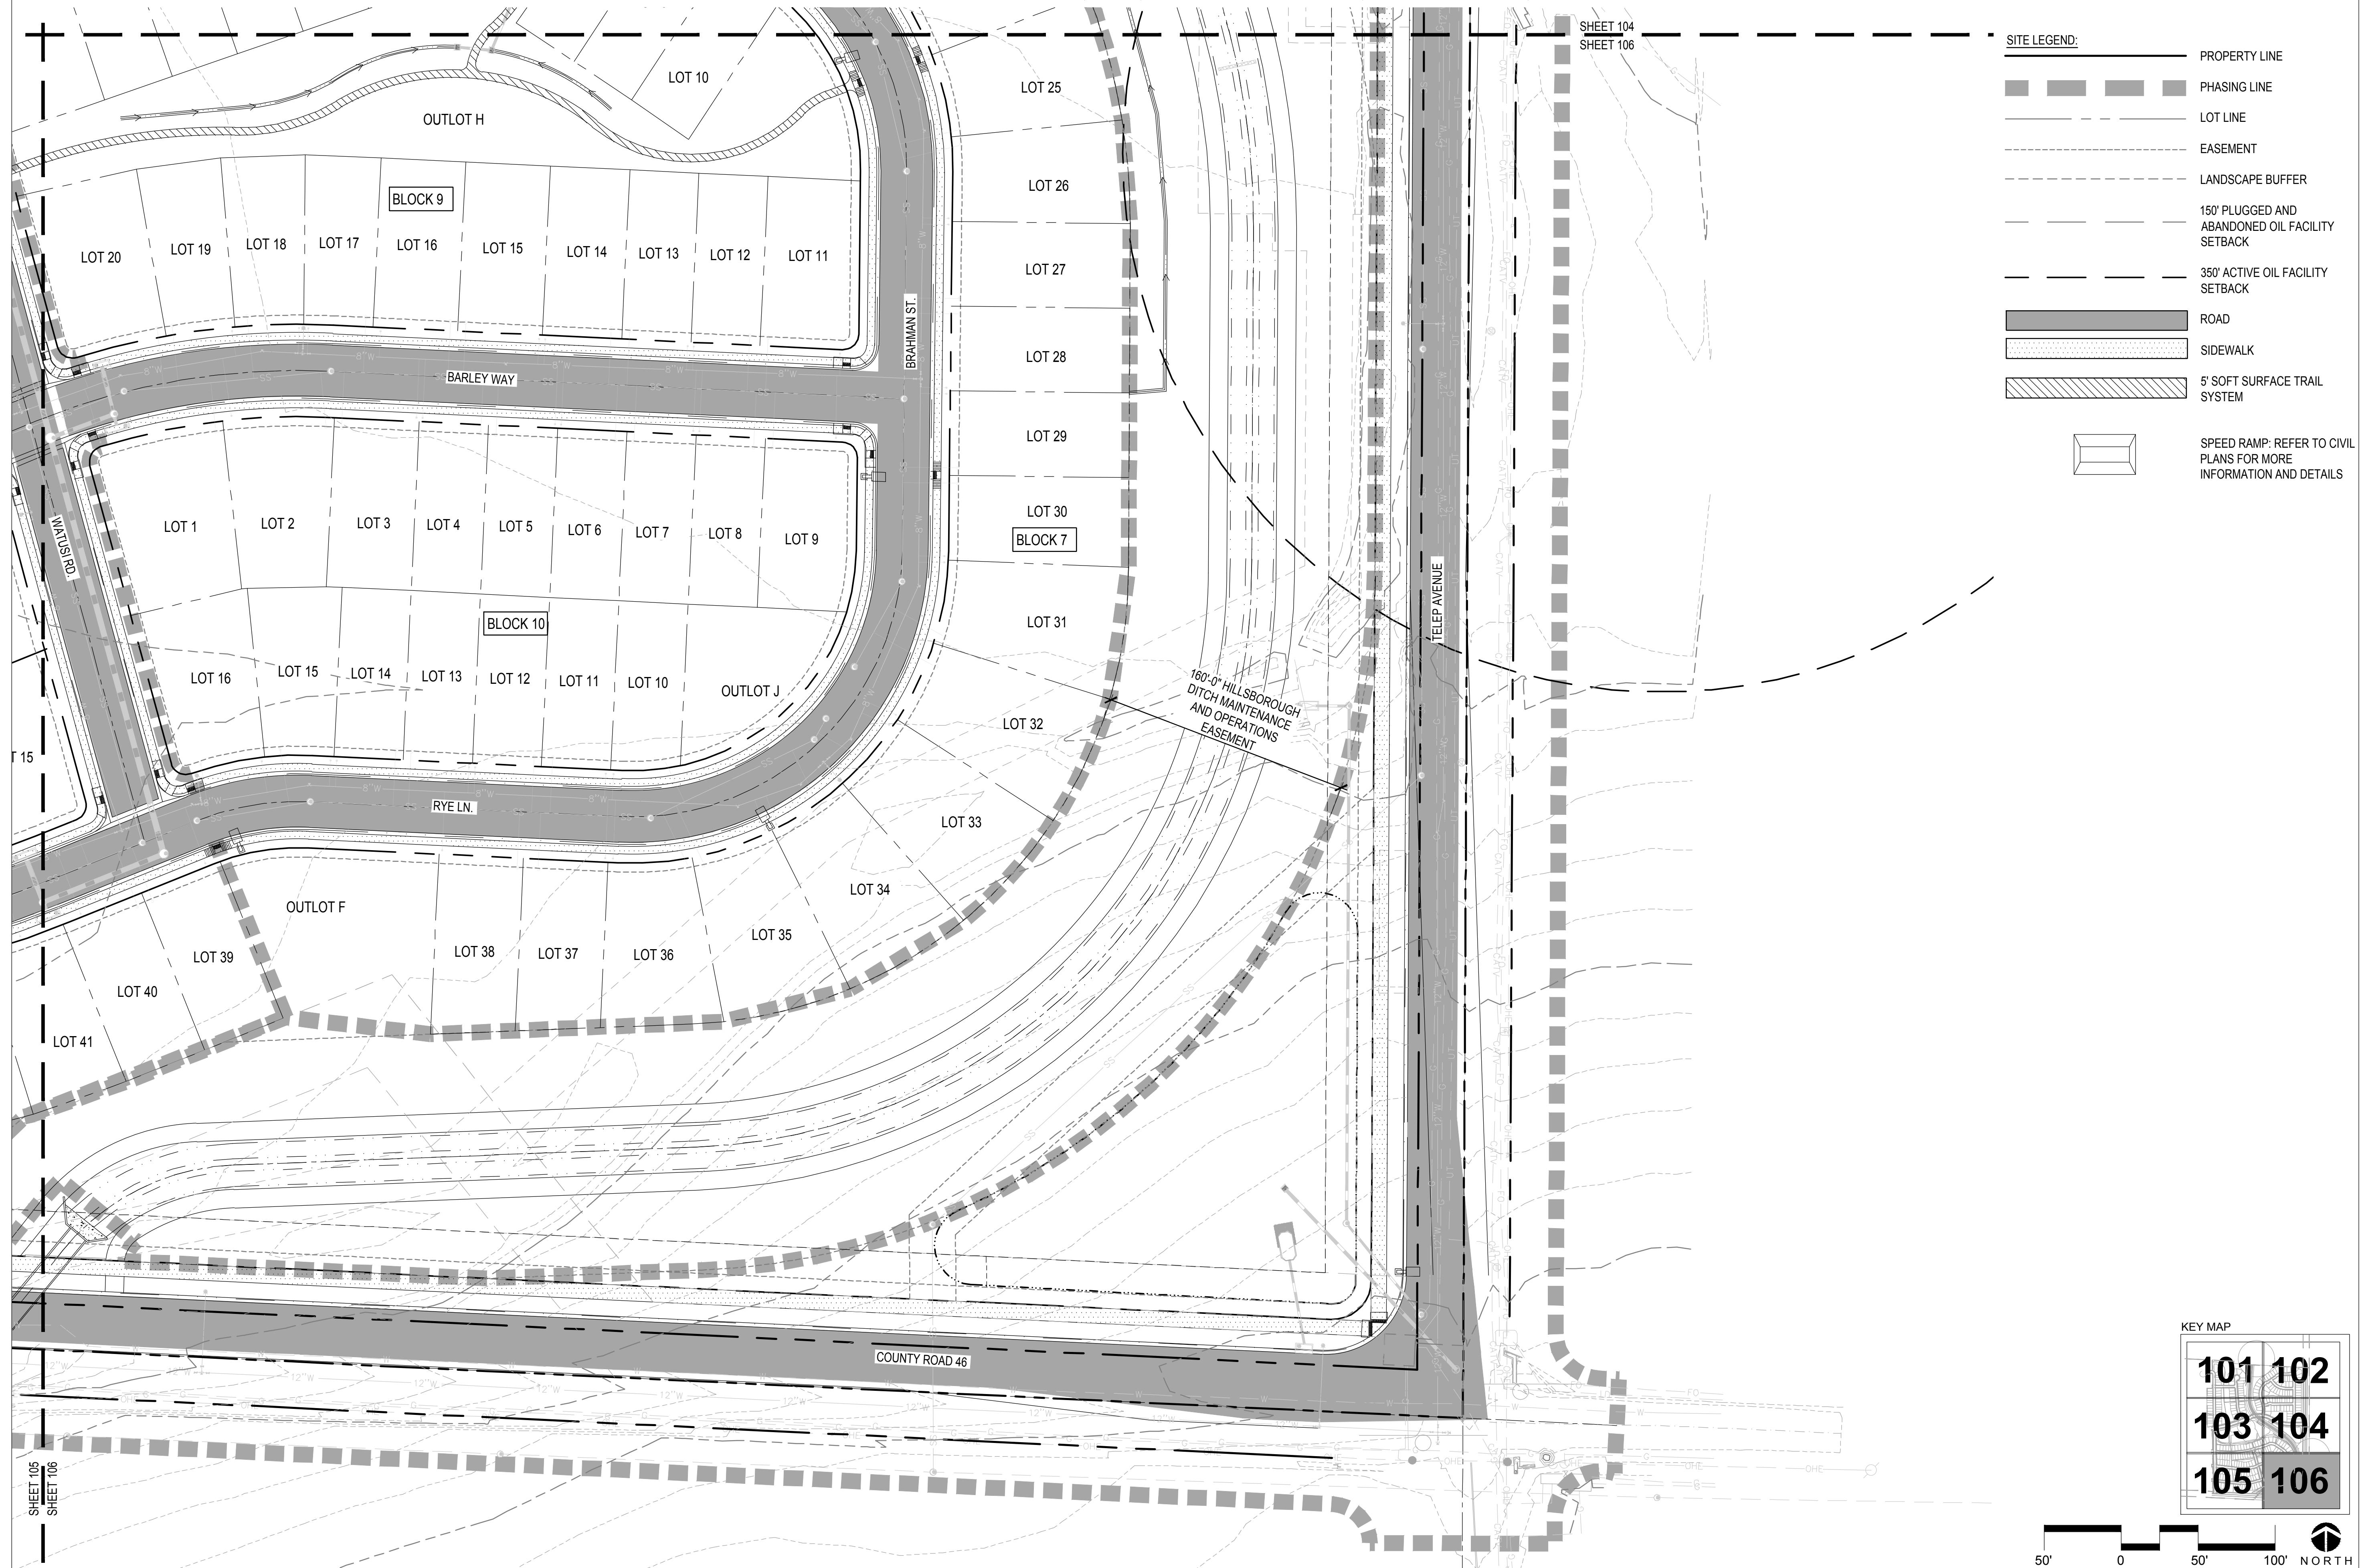 SHEET 104
SHEET 106
SITE LEGEND:
PROPERTY LINE
PHASING LINE
LOT LINE
EASEMENT
LANDSCAPE BUFFER
150' PLUGGED AND
ABANDONED OIL FACILITY
SETBACK
350' ACTIVE OIL FACILITY
SETBACK
ROAD
SIDEWALK
5' SOFT SURFACE TRAIL
SYSTEM
SPEED RAMP: REFER TO CIVIL
PLANS FOR MORE
INFORMATION AND DETAILS
LOT 10
OUTLOT H
BLOCK 9
LOT 20
LOT 19
LOT 18
LOT 17
LOT 16
LOT 15
LOT 14
LOT 13
LOT 12
LOT 11
BARLEY WAY
BRAHMAN ST.
LOT 25
LOT 26
LOT 27
LOT 28
LOT 29
LOT 30
BLOCK 7
LOT 31
LOT 32
LOT 33
LOT 34
LOT 35
LOT 36
LOT 37
LOT 38
OUTLOT F
LOT 39
LOT 40
LOT 41
WATUSI RD.
LOT 1
LOT 2
LOT 3
LOT 4
LOT 5
LOT 6
LOT 7
LOT 8
LOT 9
BLOCK 10
LOT 16
LOT 15
LOT 14
LOT 13
LOT 12
LOT 11
LOT 10
OUTLOT J
T 15
RYE LN.
160'-0" HILLSBOROUGH
DITCH MAINTENANCE
AND OPERATIONS
EASEMENT
TELEP AVENUE
COUNTY ROAD 46
SHEET 105
SHEET 106
KEY MAP
101 102
103 104
105 106
50' 0 50' 100'
NORTH